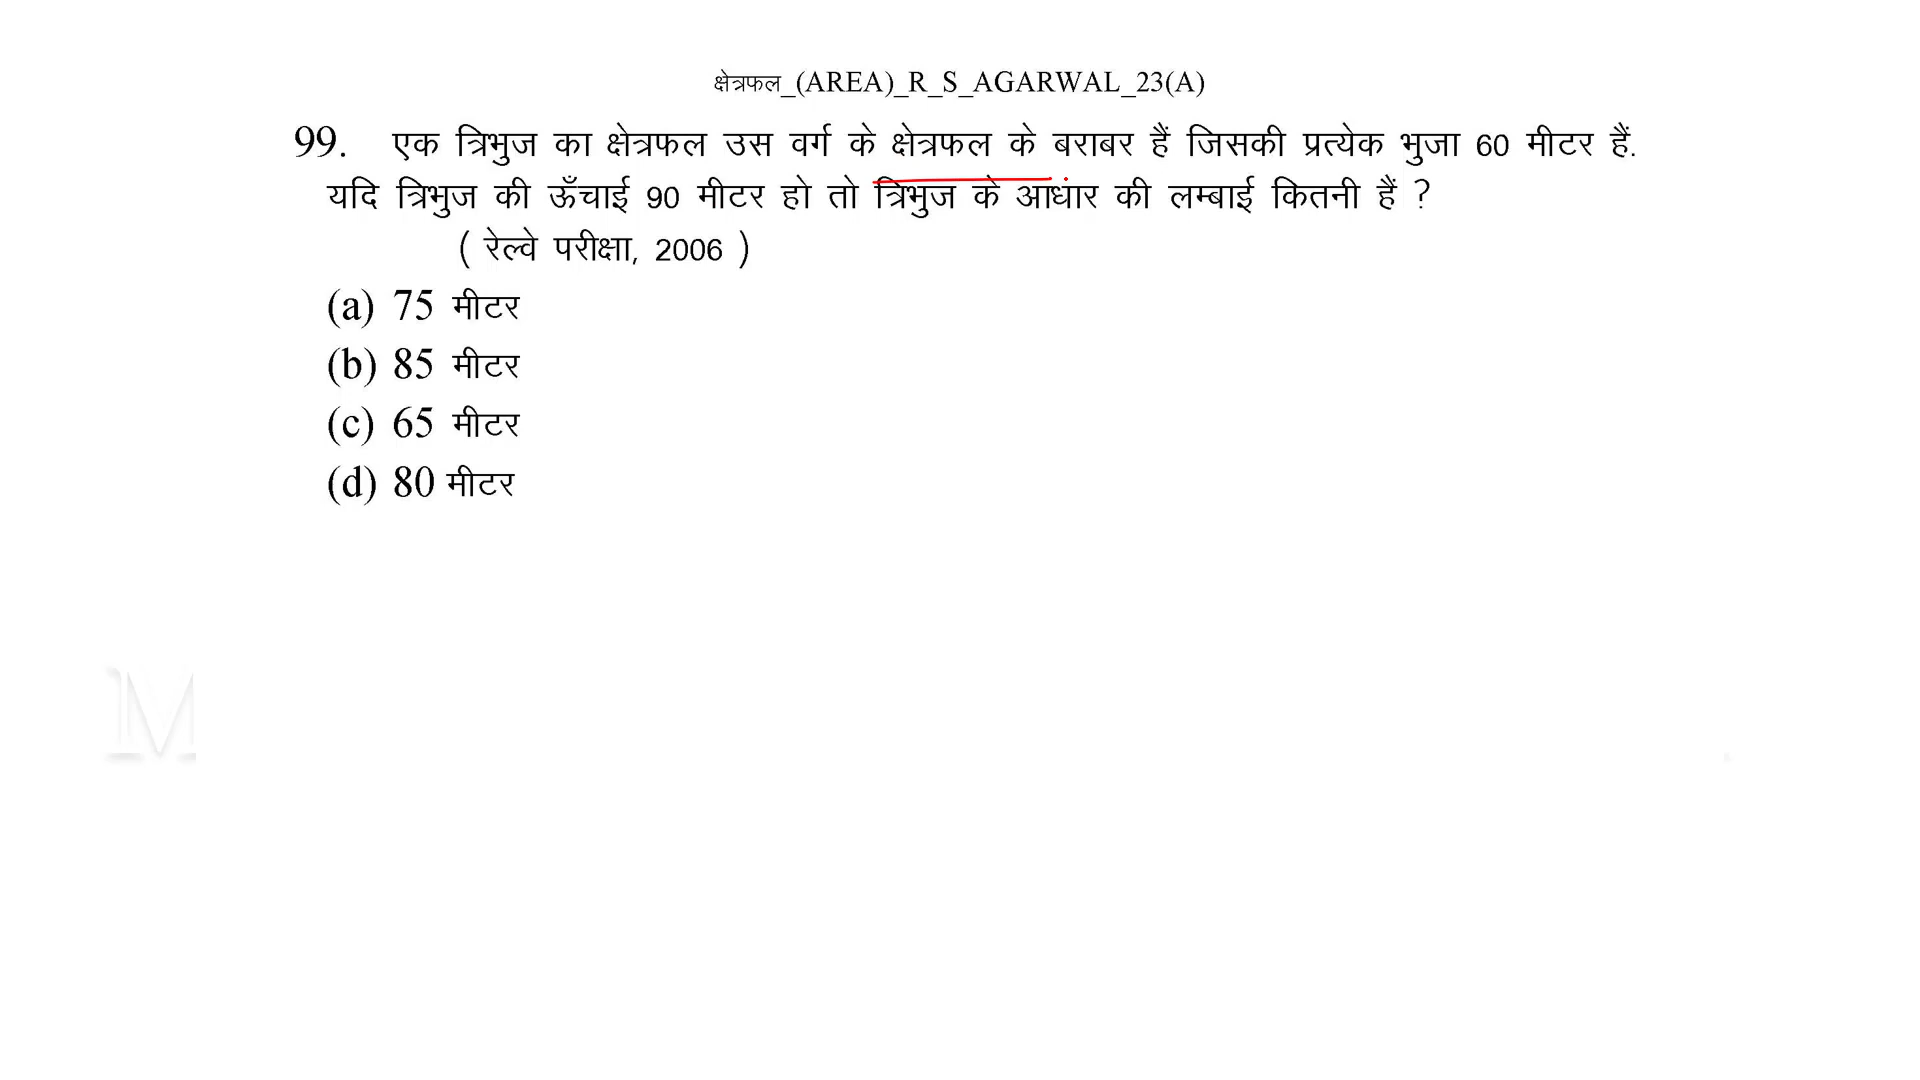 क्षेत्रफल_(AREA)_R_S_AGARWAL_23(A)
99. एक त्रिभुज का क्षेत्रफल उस वर्ग के क्षेत्रफल के बराबर हैं जिसकी प्रत्येक भुजा 60 मीटर हैं.
यदि त्रिभुज की ऊँचाई 90 मीटर हो तो त्रिभुज के आधार की लम्बाई कितनी हैं ?
( रेल्वे परीक्षा, 2006 )
(a) 75 मीटर
(b) 85 मीटर
(c) 65 मीटर
(d) 80 मीटर
M